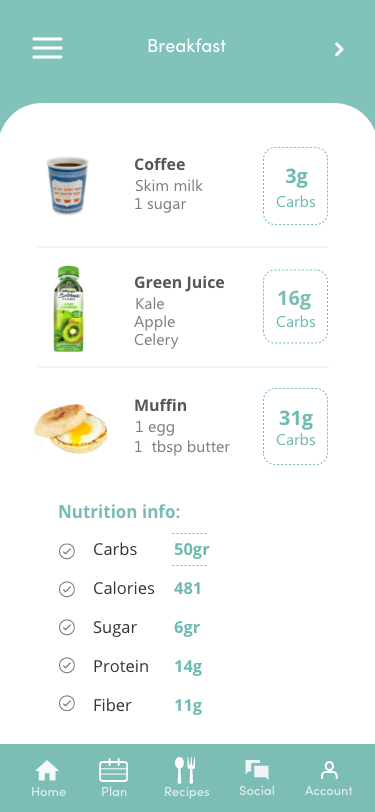 Breakfast
Coffee
Skim milk
1 sugar
3g
Carbs
Green Juice
Kale
Apple
Celery
16g
Carbs
Muffin
1 egg
1 tbsp butter
31g
Carbs
Nutrition info:
Carbs 50gr
Calories 481
Sugar 6gr
Protein 14g
Fiber 11g
Home Plan Recipes Social Account